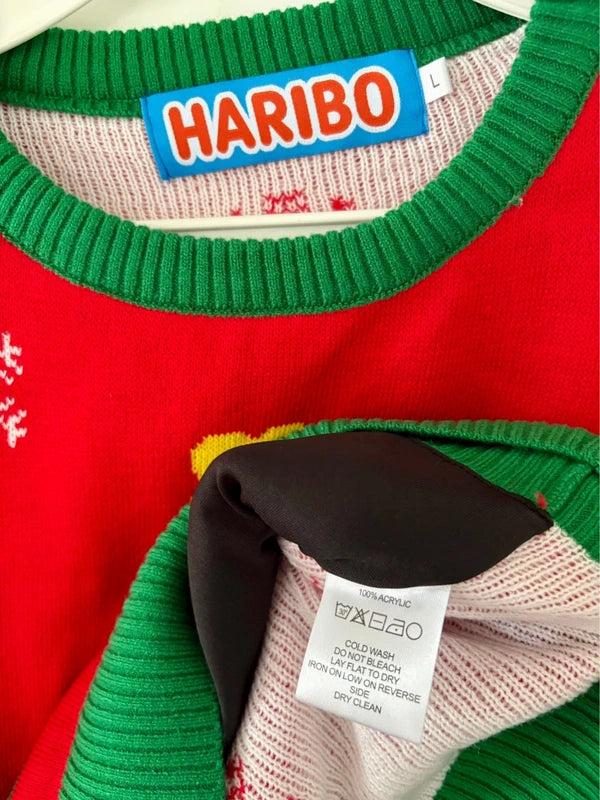 HARIBO
L
100% ACRYLIC
30°
COLD WASH
DO NOT BLEACH
LAY FLAT TO DRY
IRON ON LOW ON REVERSE
SIDE
DRY CLEAN